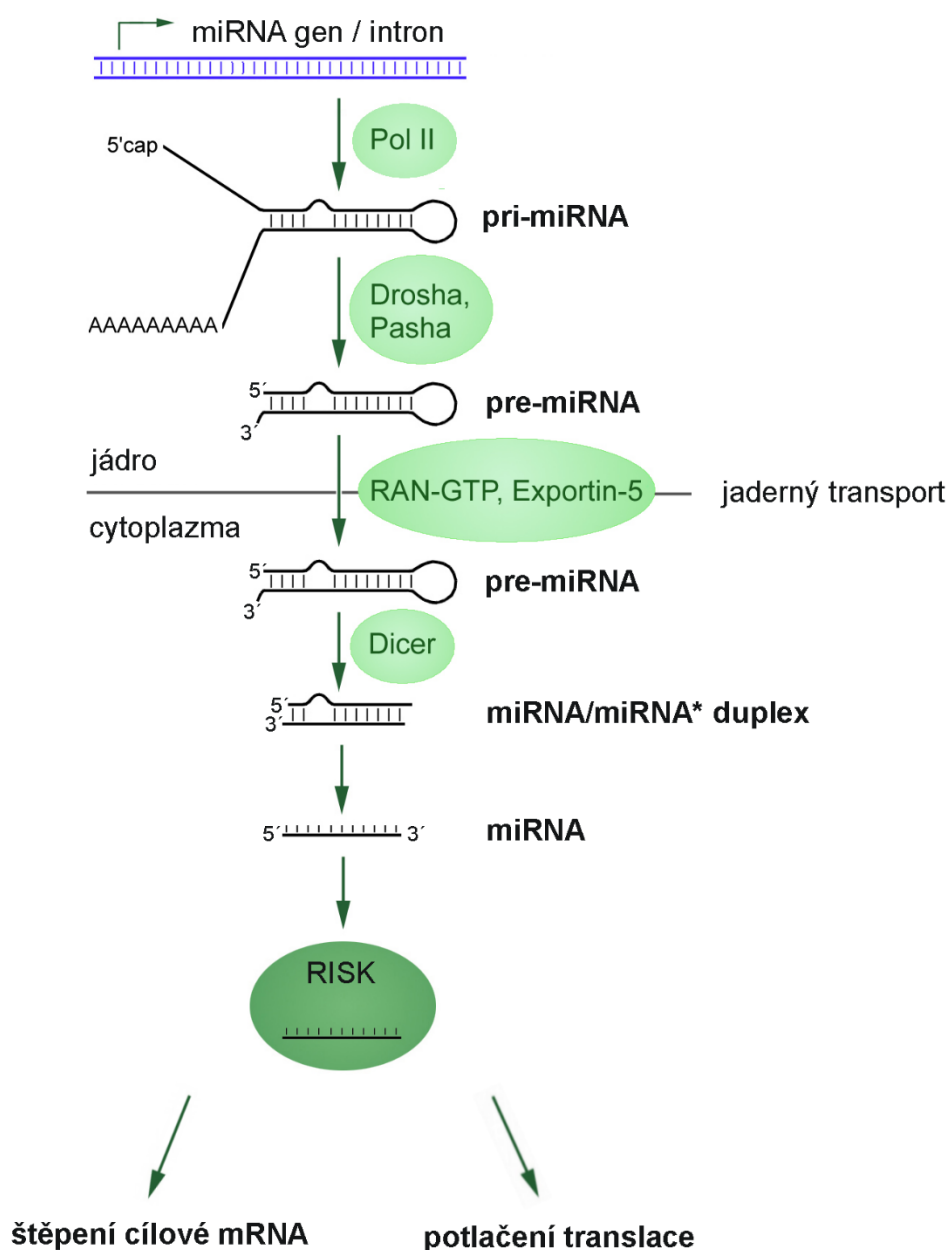 miRNA gen / intron
Pol II
5'cap
pri-miRNA
Drosha,
Pasha
AAAAAAAAA
5´
pre-miRNA
3´
jádro
RAN-GTP, Exportin-5
jaderný transport
cytoplazma
5´
pre-miRNA
3´
Dicer
5´
miRNA/miRNA* duplex
3´
5´ 3´
miRNA
RISK
štěpení cílové mRNA
potlačení translace